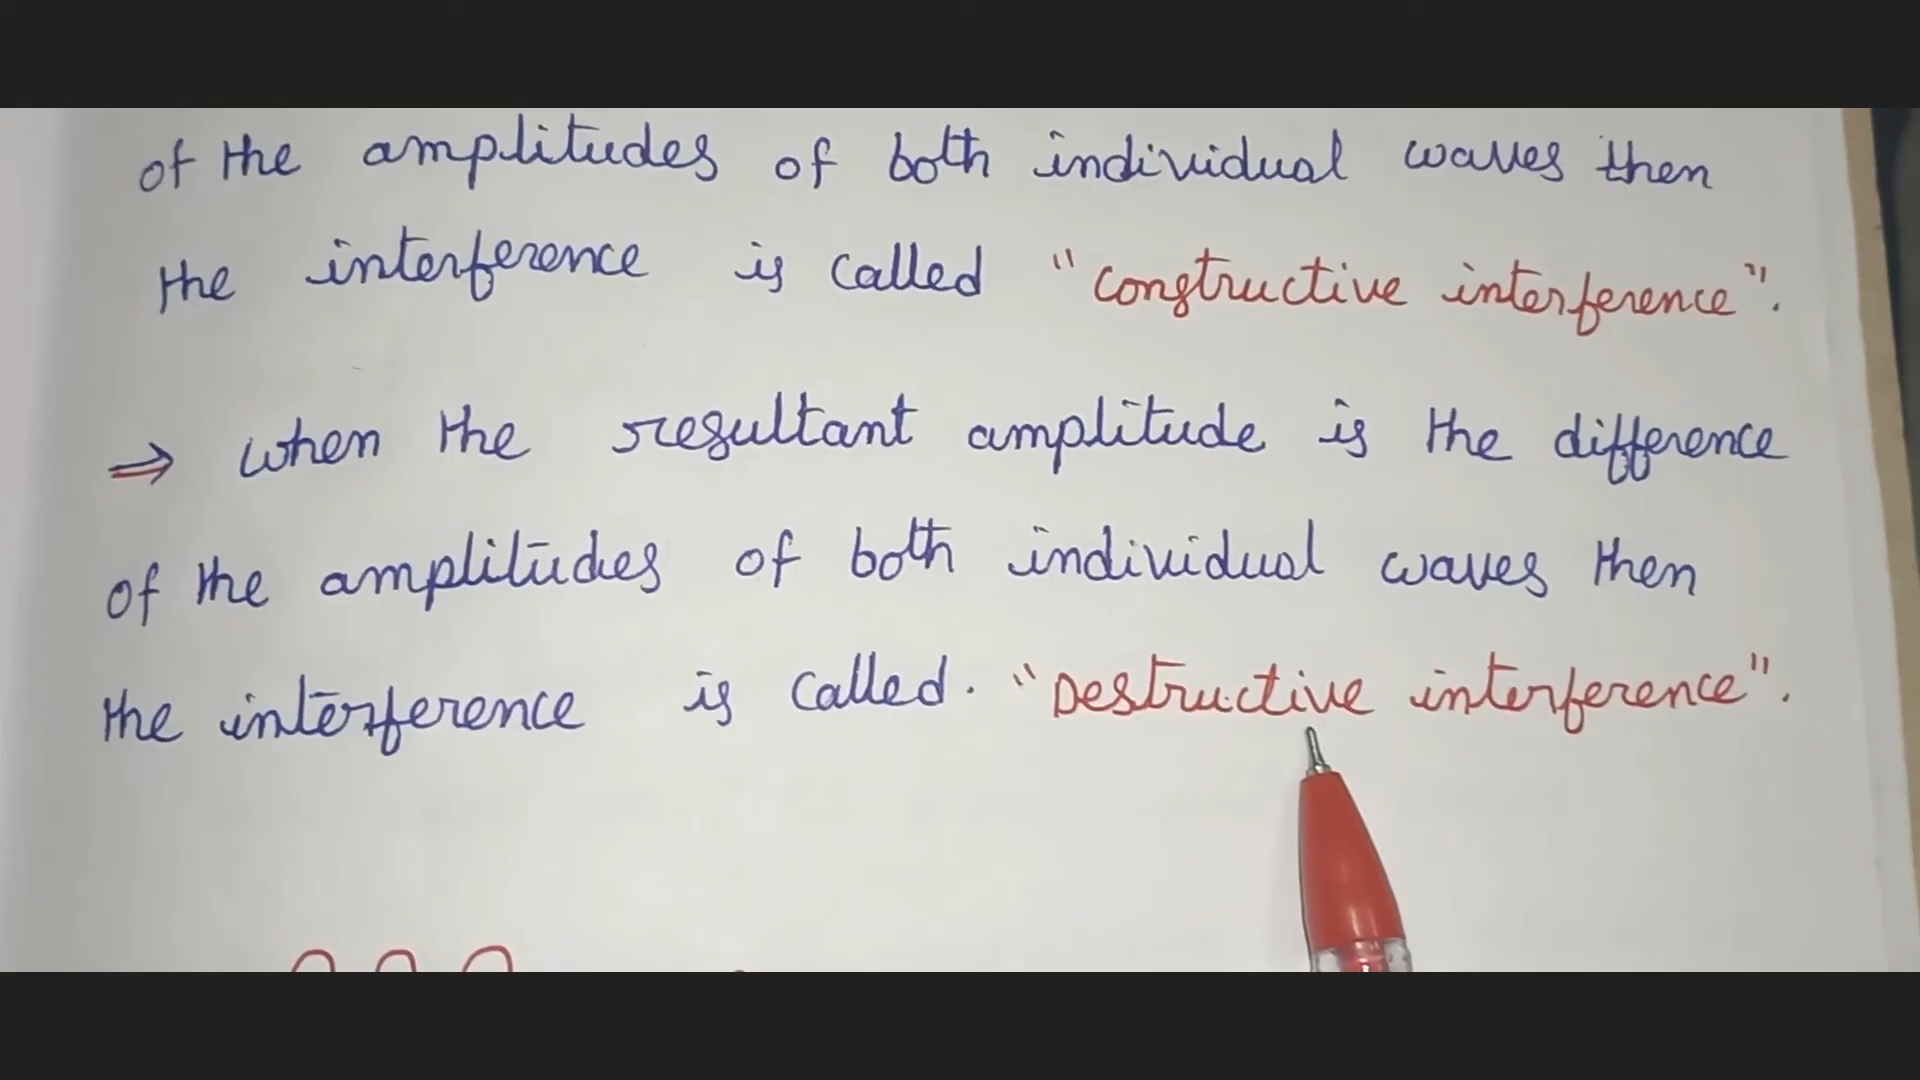 of the amplitudes of both individual waves then
the interference is called "constructive interference".
⇒ when the resultant amplitude is the difference
of the amplitudes of both individual waves then
the interference is called. "Destructive interference".